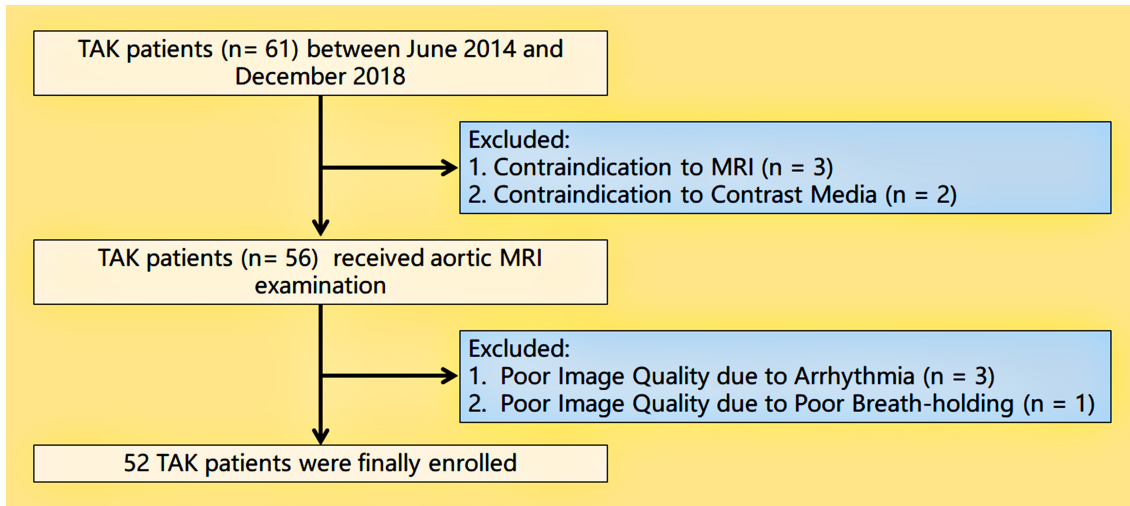 TAK patients (n= 61) between June 2014 and
December 2018
Excluded:
1. Contraindication to MRI (n = 3)
2. Contraindication to Contrast Media (n = 2)
TAK patients (n= 56)  received aortic MRI
examination
Excluded:
1.  Poor Image Quality due to Arrhythmia (n = 3)
2.  Poor Image Quality due to Poor Breath-holding (n = 1)
52 TAK patients were finally enrolled